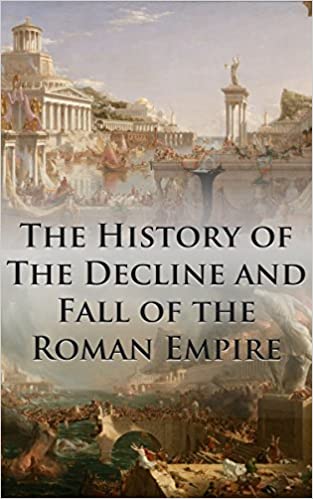 The History of
The Decline and
Fall of the
Roman Empire